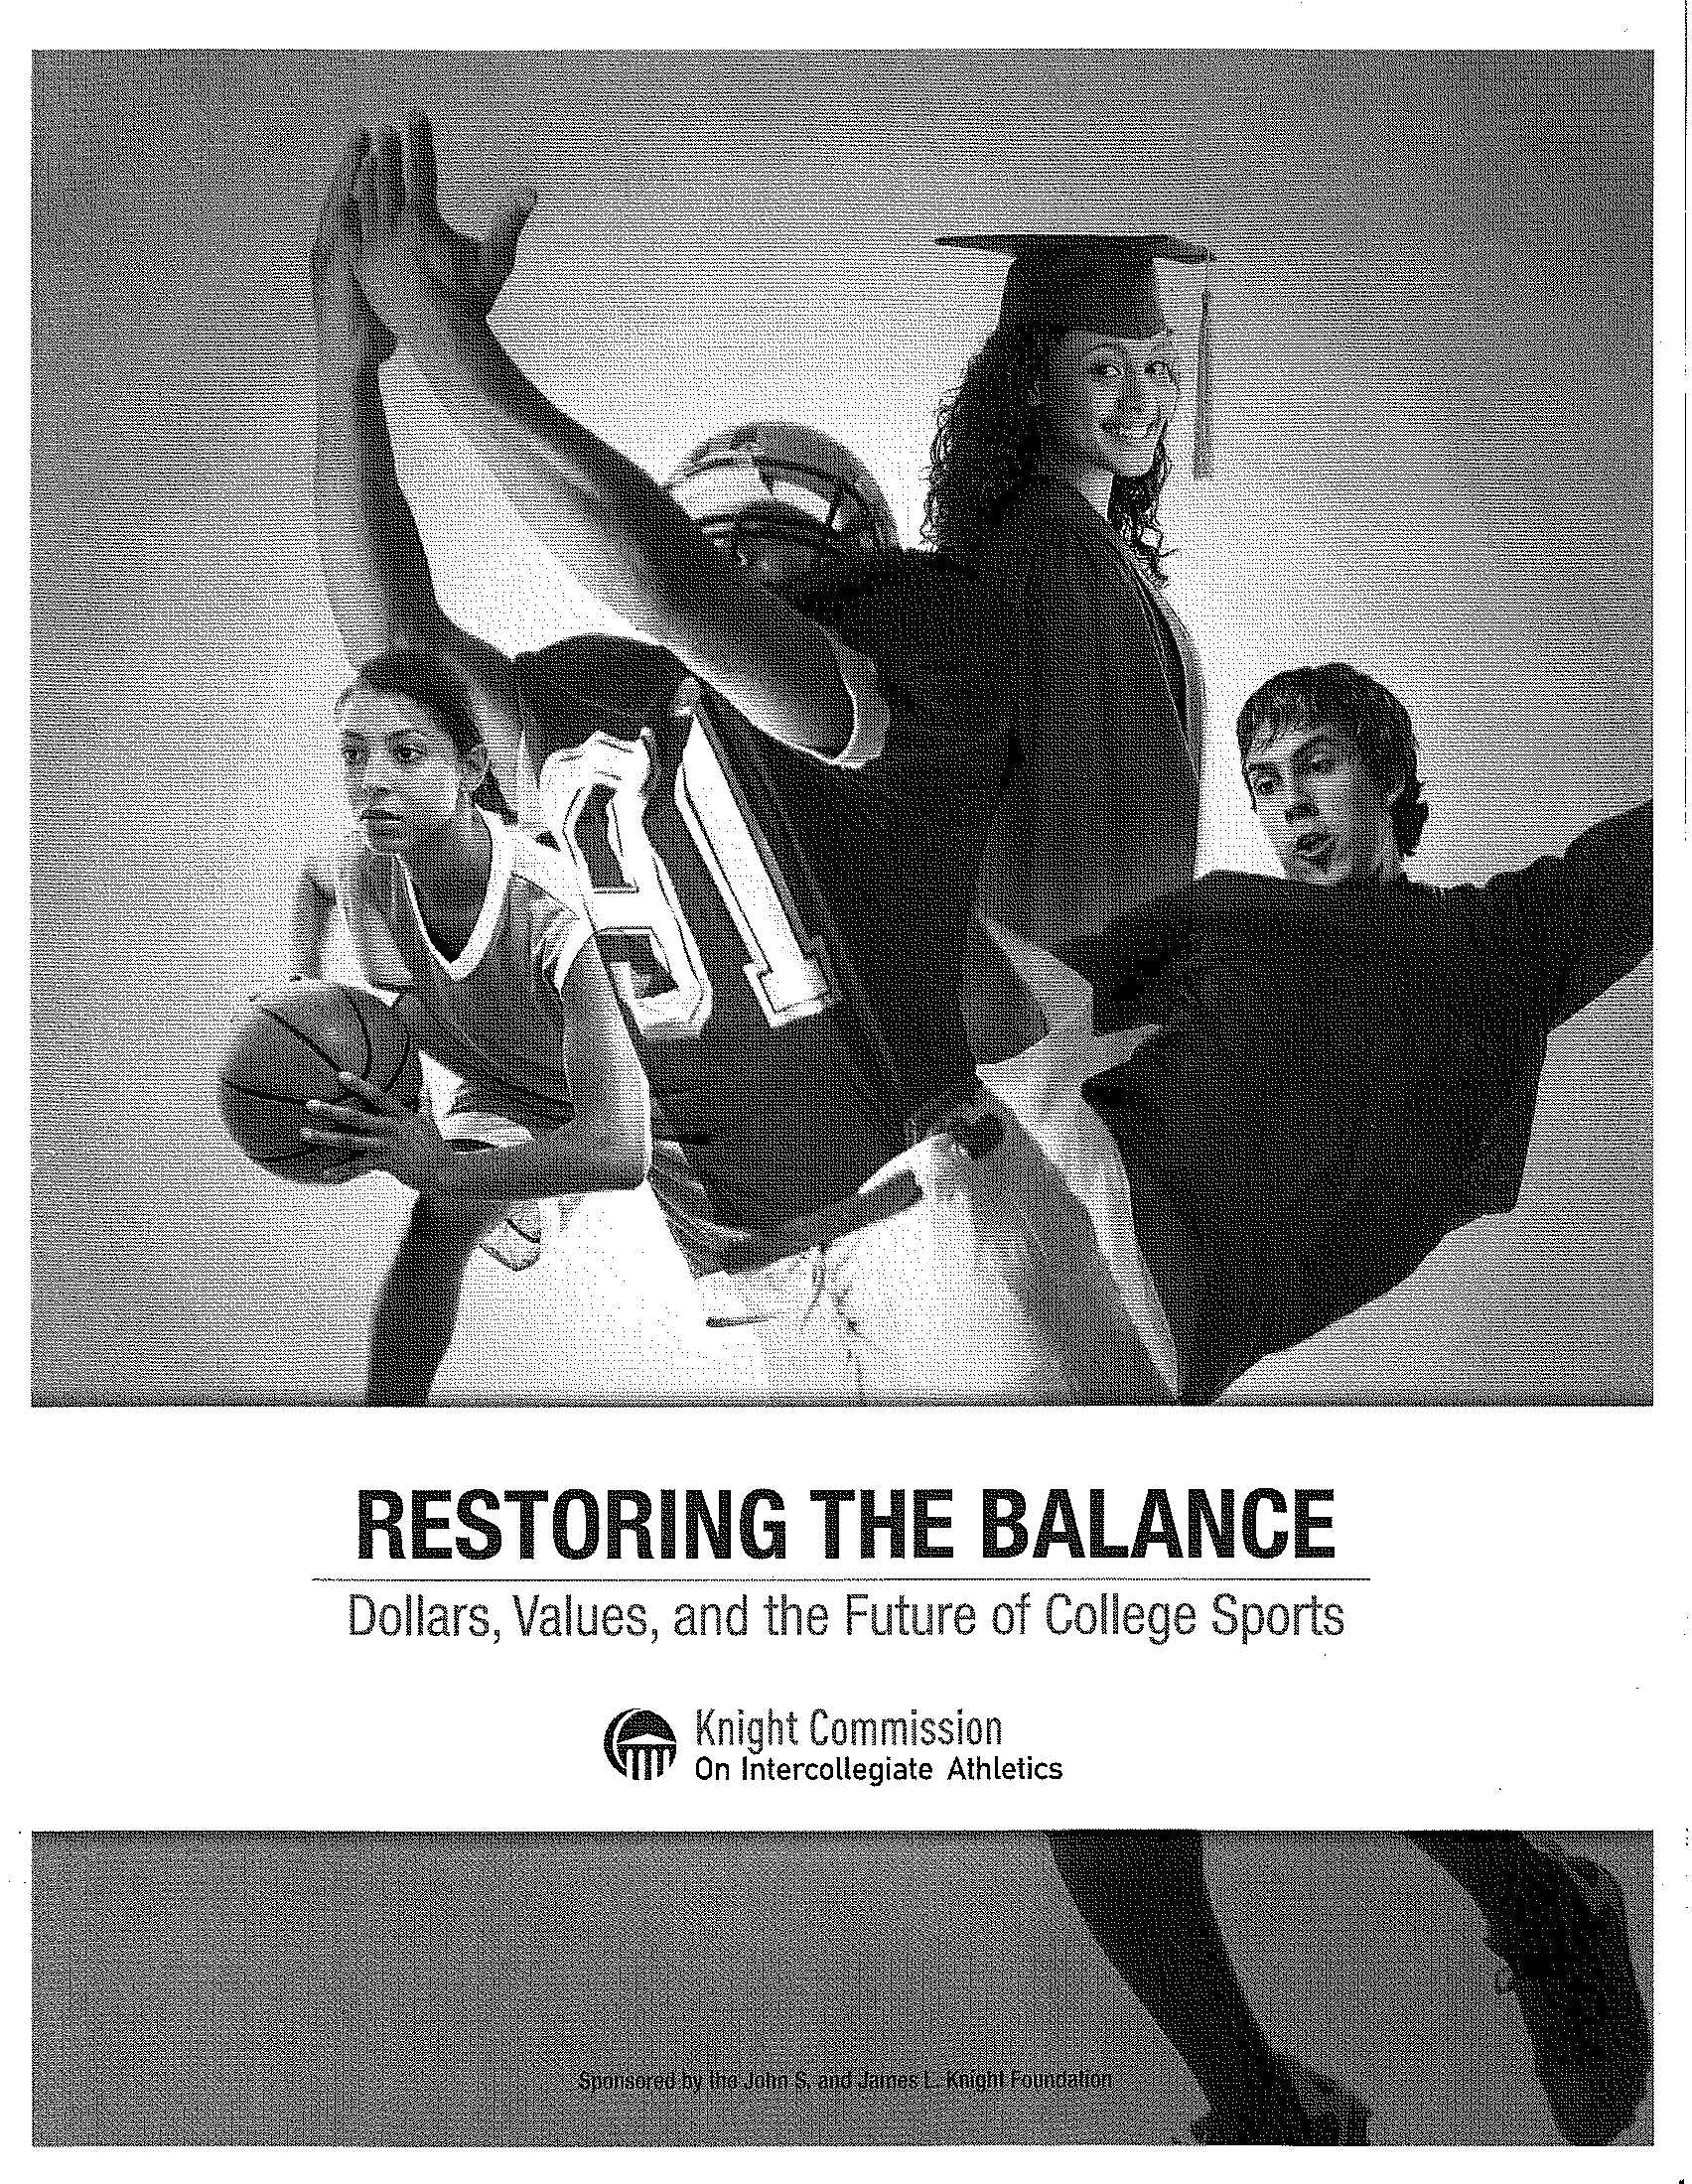 91
RESTORING THE BALANCE
Dollars, Values, and the Future of College Sports
Knight Commission
On Intercollegiate Athletics
Sponsored by the John S. and James L. Knight Foundation